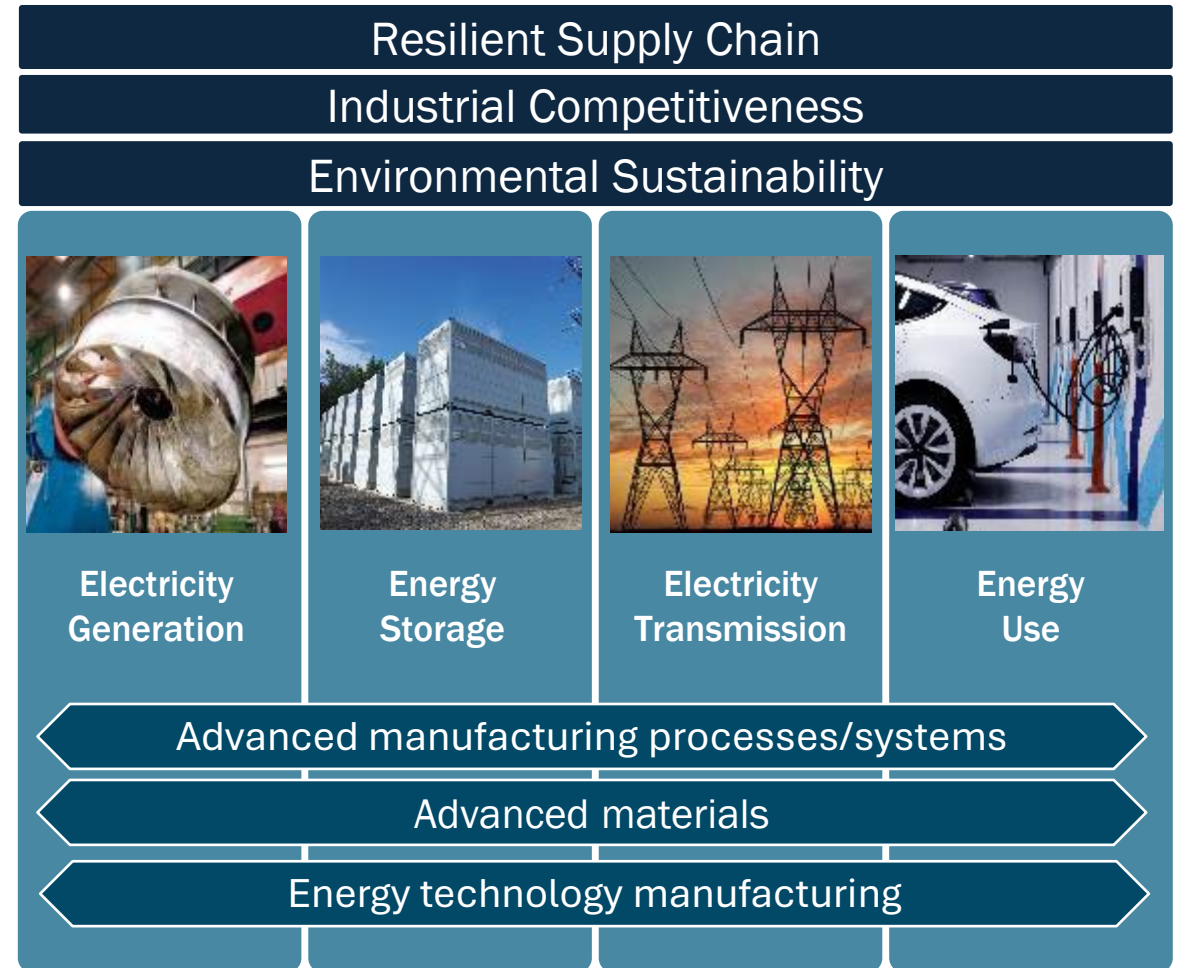 Resilient Supply Chain
Industrial Competitiveness
Environmental Sustainability
Electricity
Generation
Energy
Storage
Electricity
Transmission
Energy
Use
Advanced manufacturing processes/systems
Advanced materials
Energy technology manufacturing